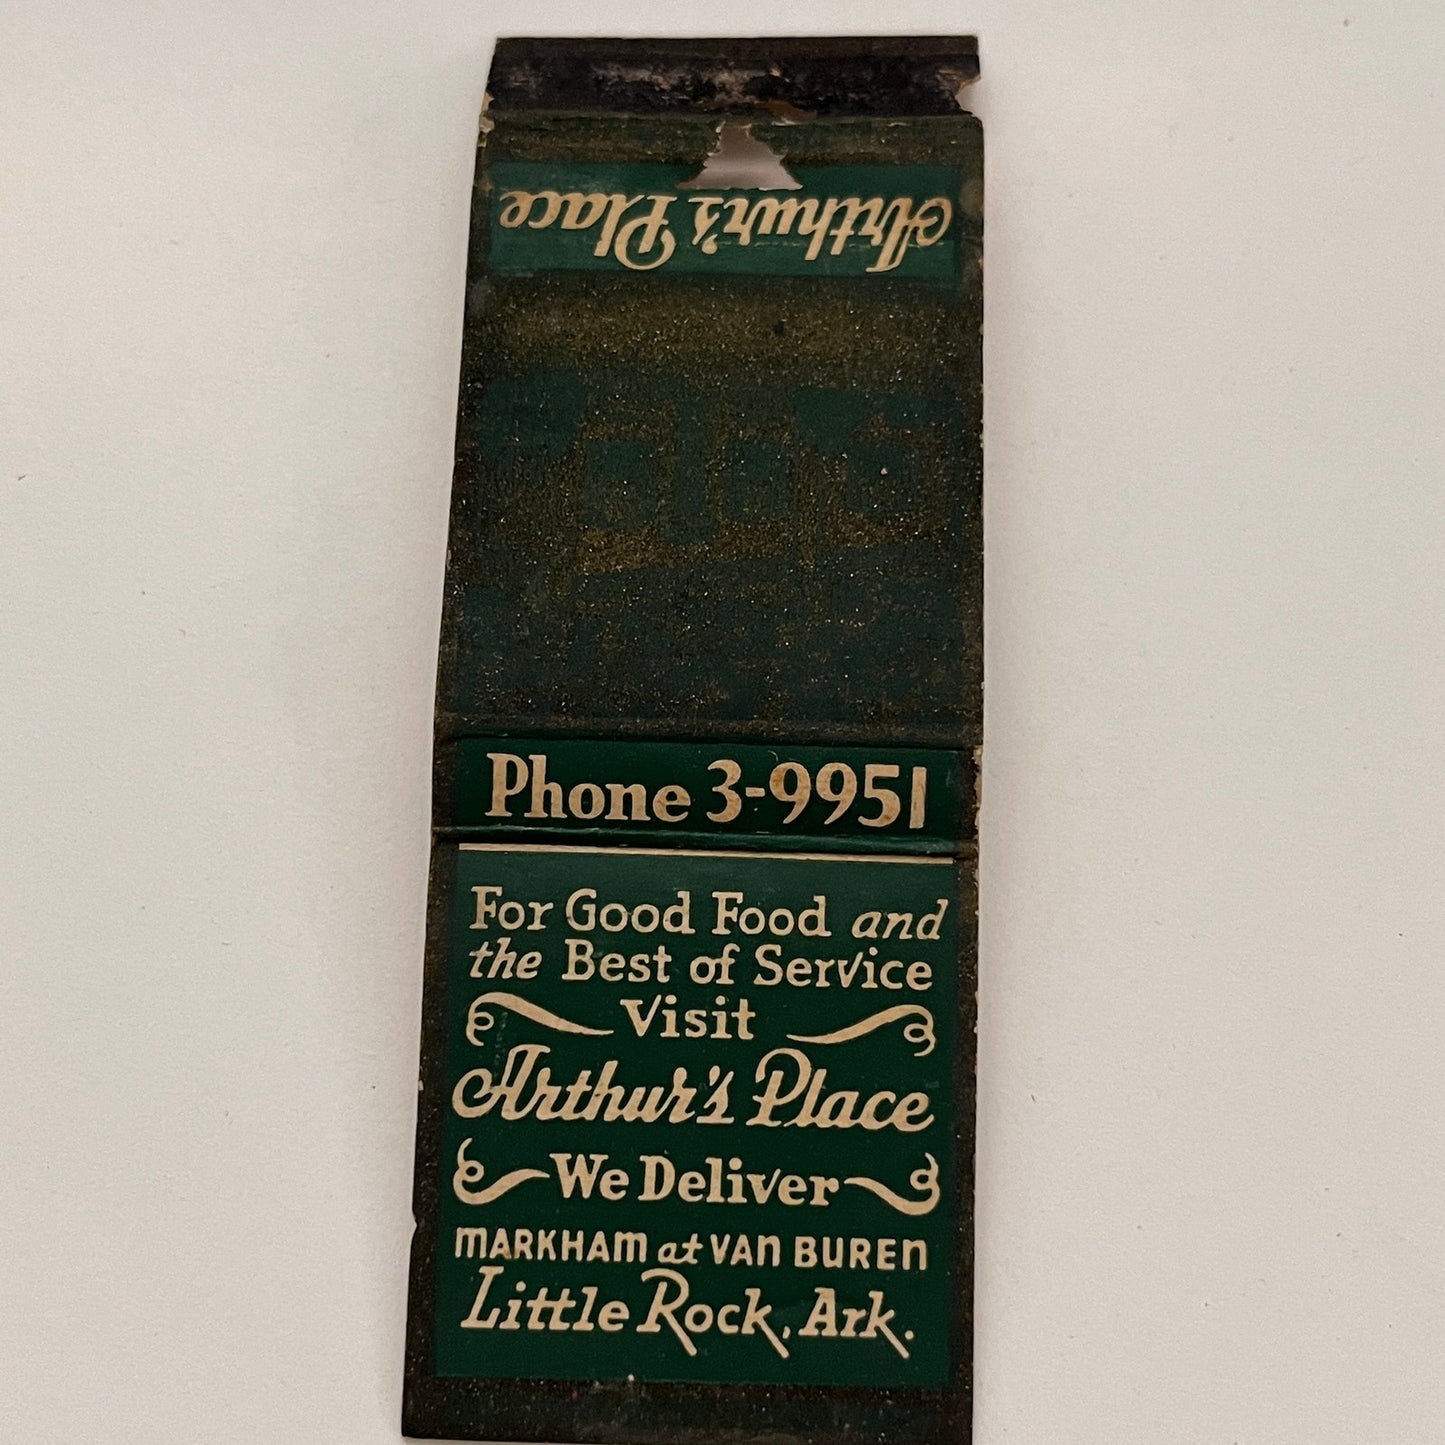 Arthur's Place
Phone 3-9951
For Good Food and
the Best of Service
Visit
Arthur's Place
We Deliver
MARKHAM at VAN BUREN
Little Rock, Ark.